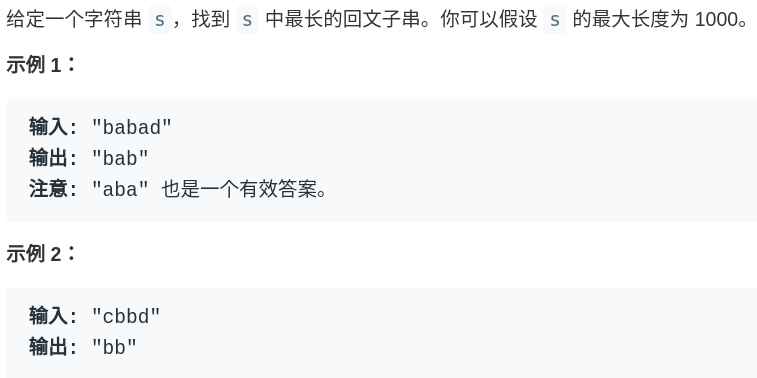 给定一个字符串 s，找到 s 中最长的回文子串。你可以假设 s 的最大长度为 1000。
示例 1：
输入: "babad"
输出: "bab"
注意: "aba" 也是一个有效答案。
示例 2：
输入: "cbbd"
输出: "bb"